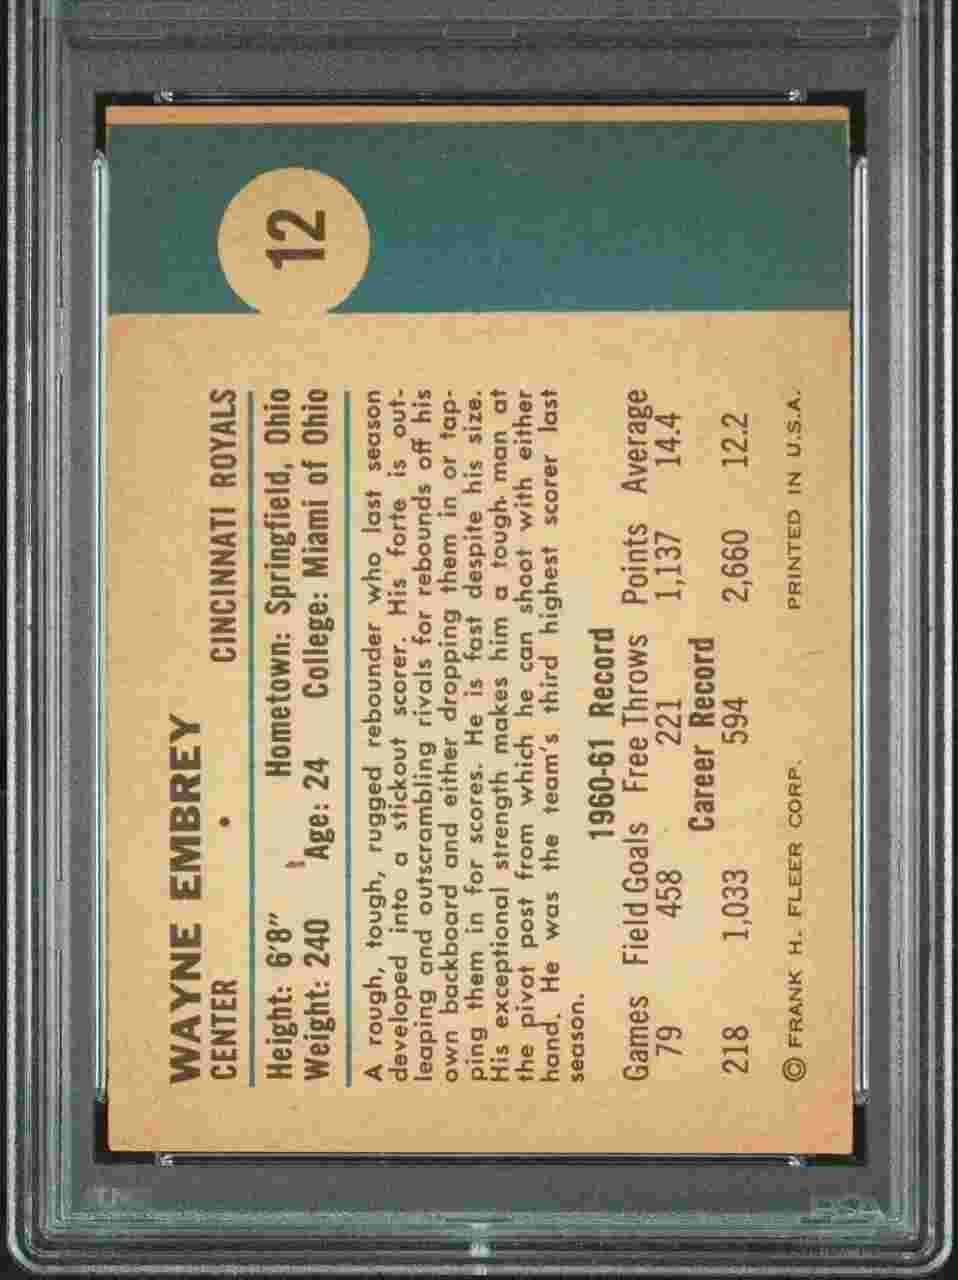 12
WAYNE EMBREY
CENTER • CINCINNATI ROYALS
Height: 6'8" Hometown: Springfield, Ohio
Weight: 240 Age: 24 College: Miami of Ohio
A rough, tough, rugged rebounder who last season
developed into a stickout scorer. His forte is out-
leaping and outscrambling rivals for rebounds off his
own backboard and either dropping them in or tap-
ping them in for scores. He is fast despite his size.
His exceptional strength makes him a tough man at
the pivot post from which he can shoot with either
hand. He was the team's third highest scorer last
season.
1960-61 Record
Games Field Goals Free Throws Points Average
79 458 221 1,137 14.4
Career Record
218 1,033 594 2,660 12.2
© FRANK H. FLEER CORP. PRINTED IN U.S.A.